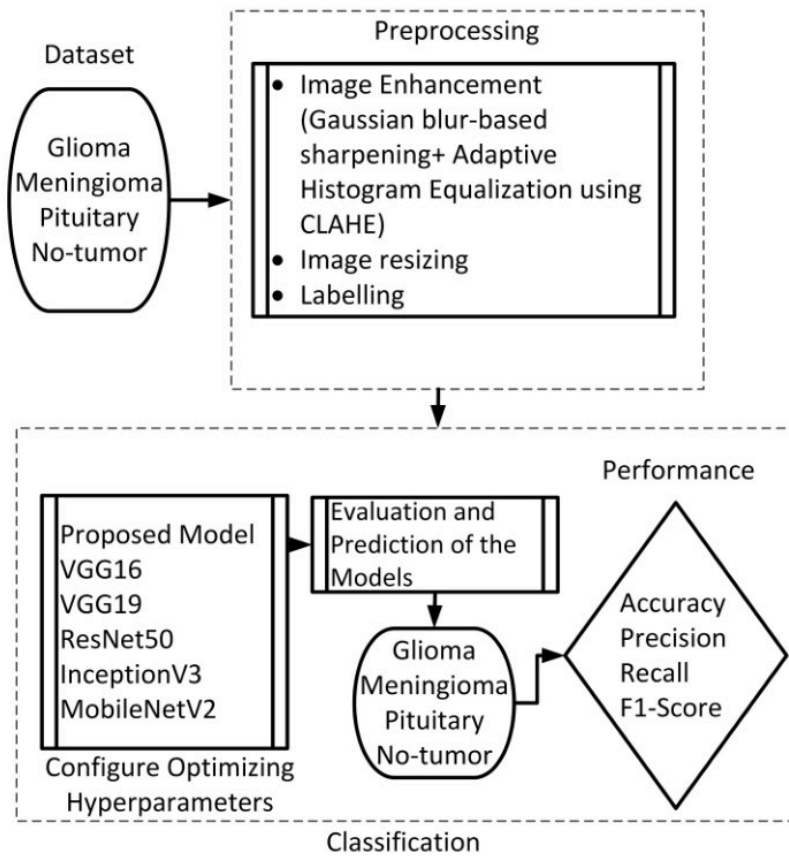 Dataset
Glioma
Meningioma
Pituitary
No-tumor
Preprocessing
• Image Enhancement
(Gaussian blur-based
sharpening+ Adaptive
Histogram Equalization using
CLAHE)
• Image resizing
• Labelling
Proposed Model
VGG16
VGG19
ResNet50
InceptionV3
MobileNetV2
Configure Optimizing
Hyperparameters
Evaluation and
Prediction of the
Models
Glioma
Meningioma
Pituitary
No-tumor
Performance
Accuracy
Precision
Recall
F1-Score
Classification